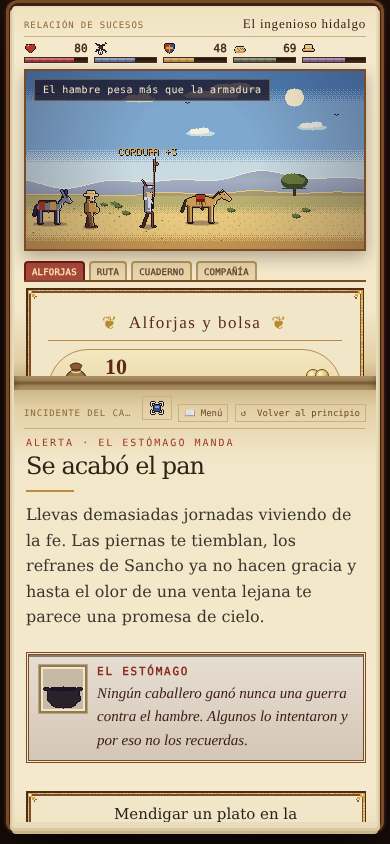 RELACIÓN DE SUCESOS
El ingenioso hidalgo
80
48
69
El hambre pesa más que la armadura
CORDURA +3
ALFORJAS
RUTA
CUADERNO
COMPAÑÍA
Alforjas y bolsa
10
INCIDENTE DEL CA…
Menú
Volver al principio
ALERTA · EL ESTÓMAGO MANDA
Se acabó el pan
Llevas demasiadas jornadas viviendo de
la fe. Las piernas te tiemblan, los
refranes de Sancho ya no hacen gracia y
hasta el olor de una venta lejana te
parece una promesa de cielo.
EL ESTÓMAGO
Ningún caballero ganó nunca una guerra
contra el hambre. Algunos lo intentaron y
por eso no los recuerdas.
Mendigar un plato en la